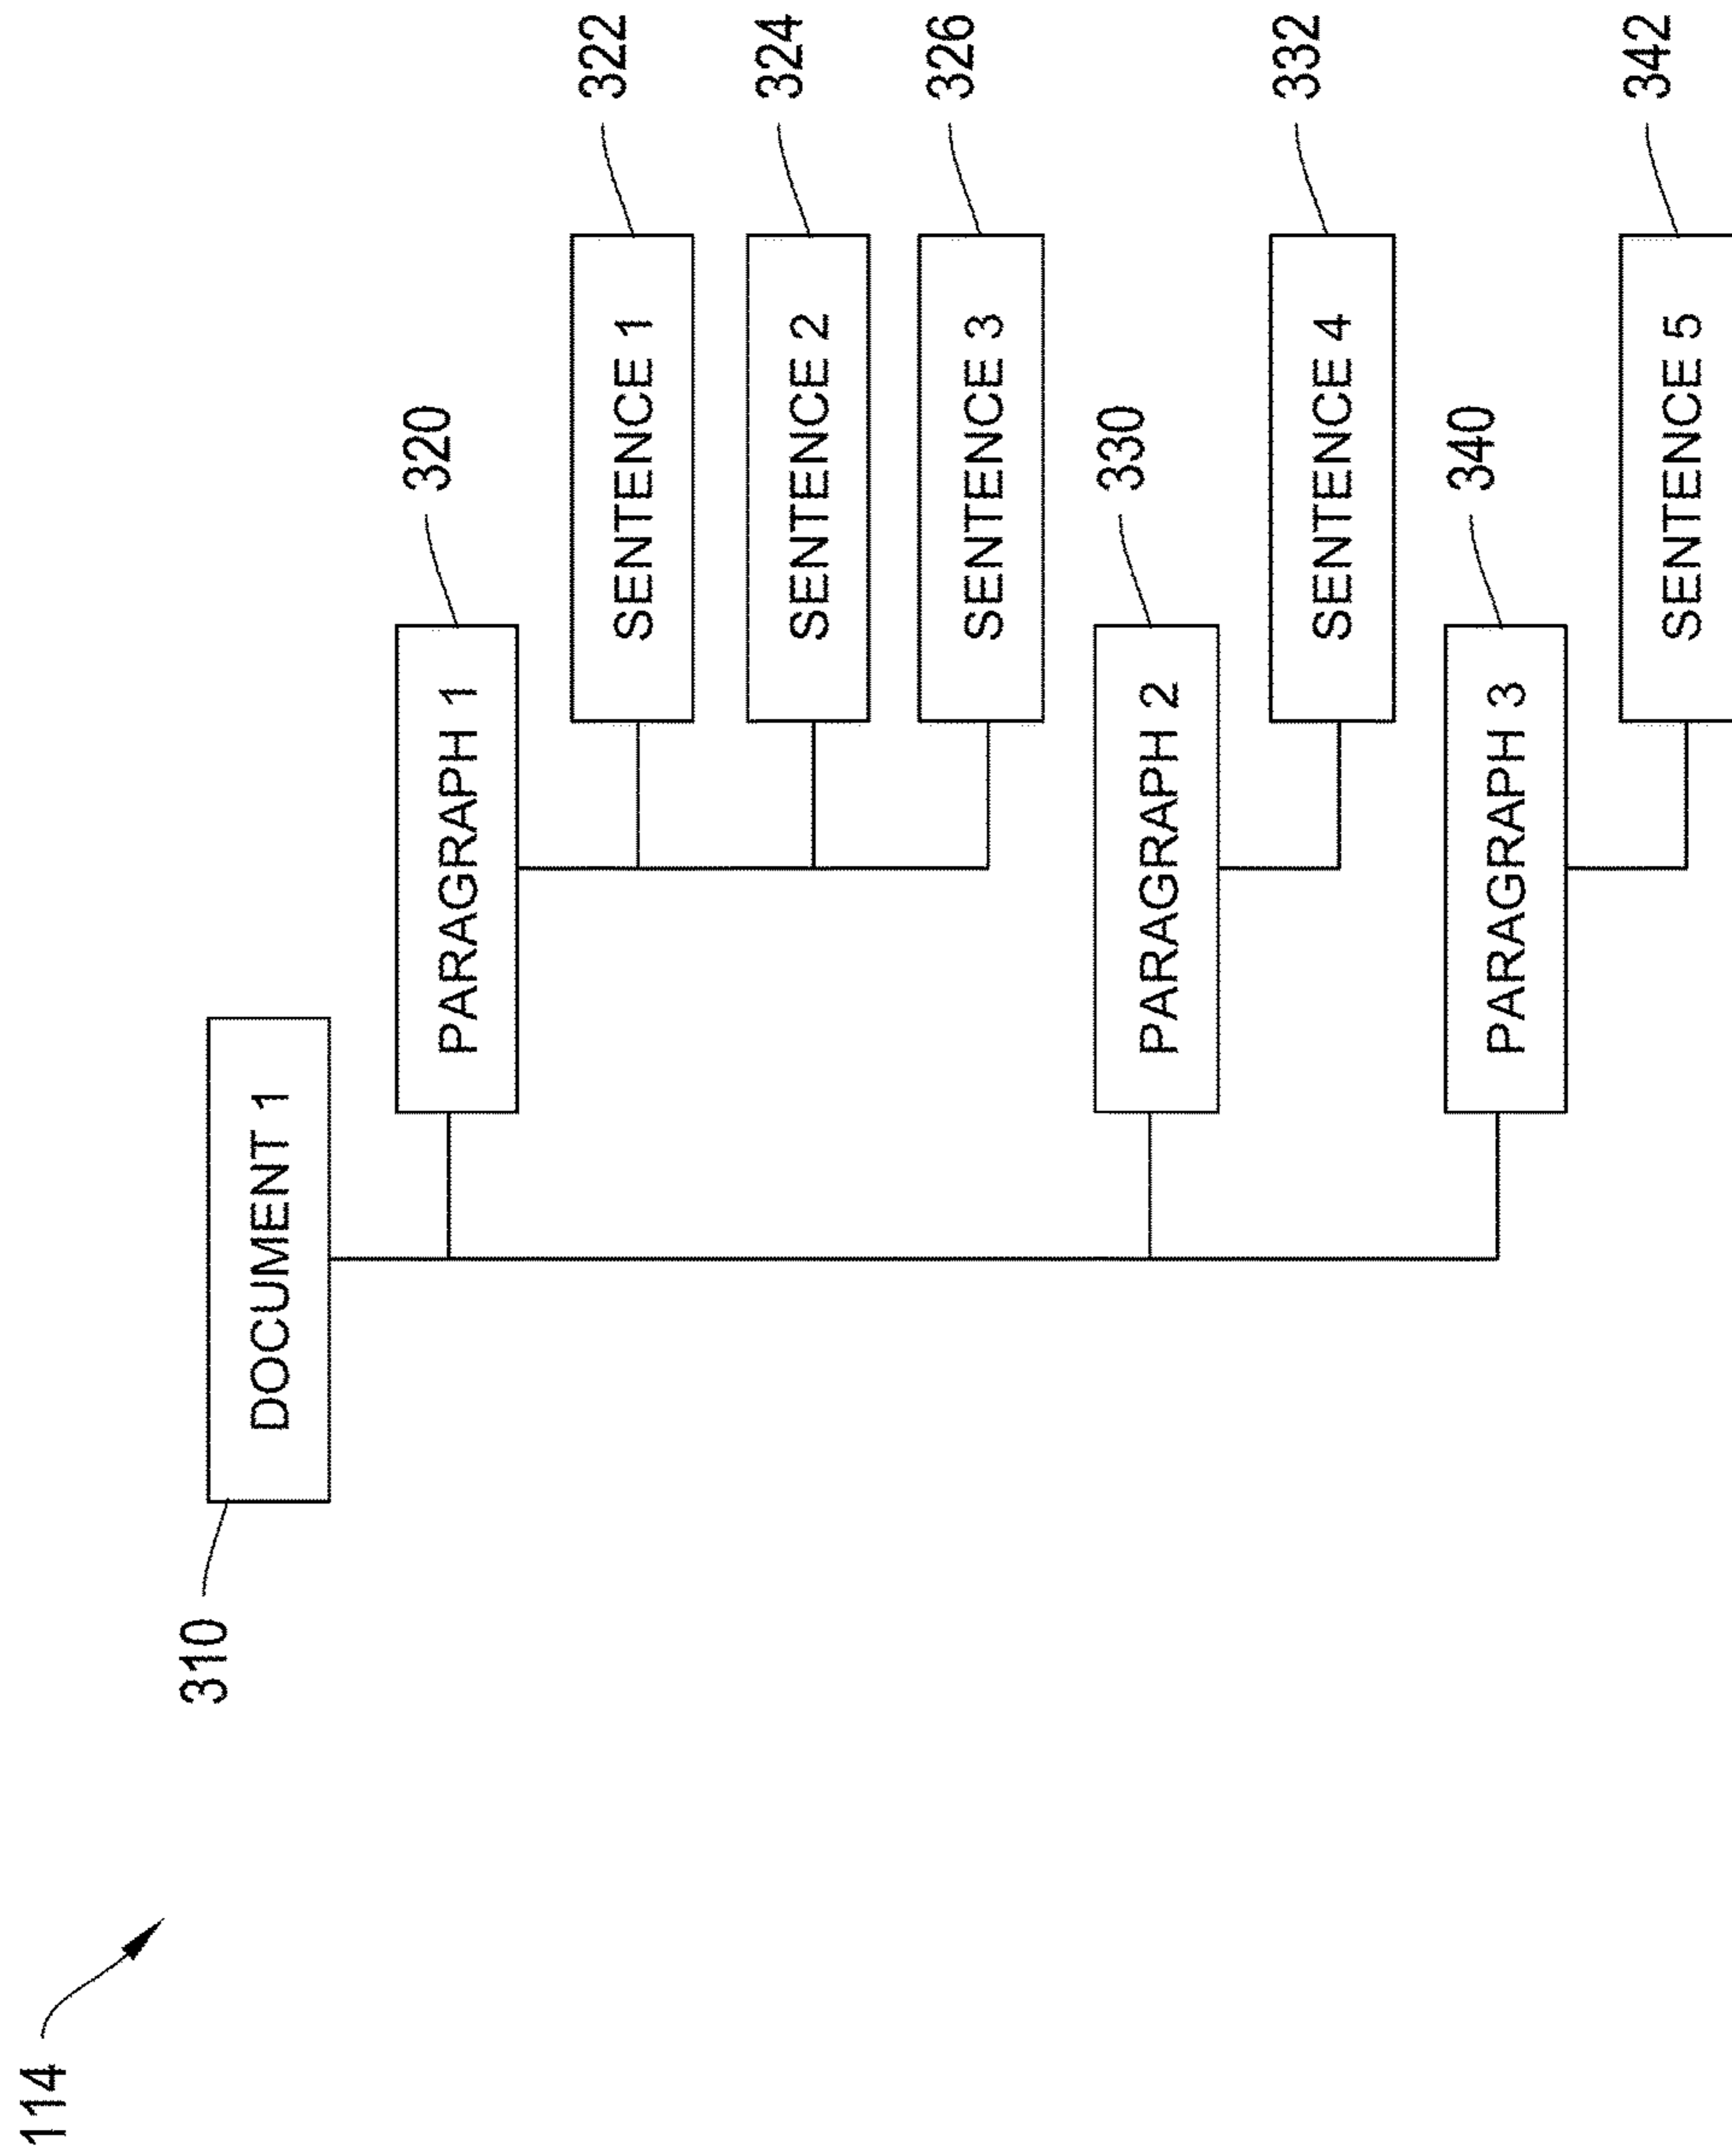 114
310
DOCUMENT 1
320
PARAGRAPH 1
322
SENTENCE 1
324
SENTENCE 2
326
SENTENCE 3
330
PARAGRAPH 2
332
SENTENCE 4
340
PARAGRAPH 3
342
SENTENCE 5